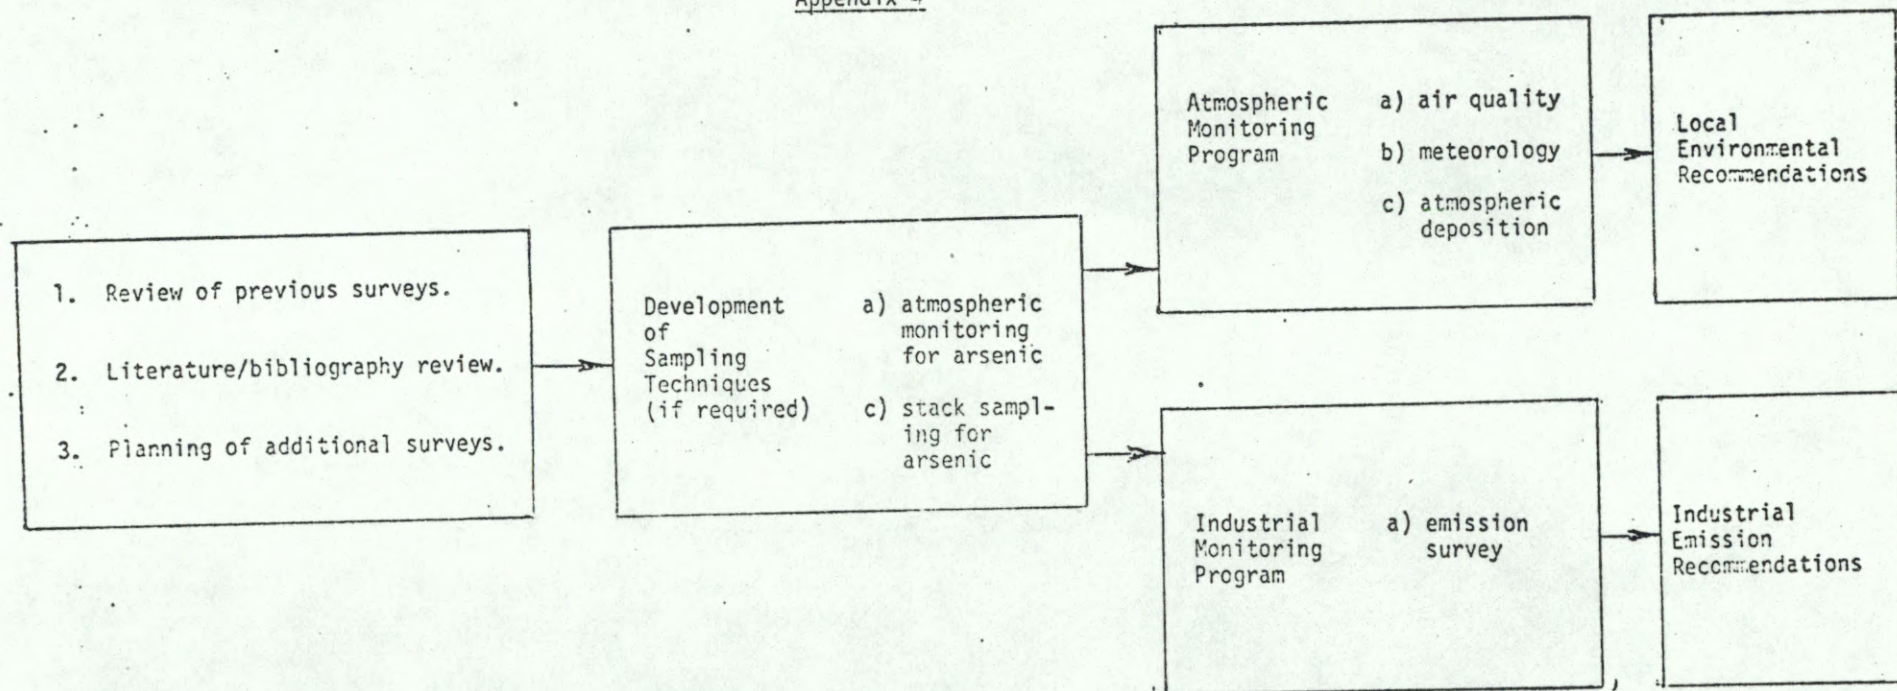 Appendix 4
1. Review of previous surveys.
2. Literature/bibliography review.
3. Planning of additional surveys.
Development
of
Sampling
Techniques
(if required)
a) atmospheric
monitoring
for arsenic
c) stack sampl-
ing for
arsenic
Atmospheric
Monitoring
Program
a) air quality
b) meteorology
c) atmospheric
deposition
Local
Environmental
Recommendations
Industrial
Monitoring
Program
a) emission
survey
Industrial
Emission
Recommendations